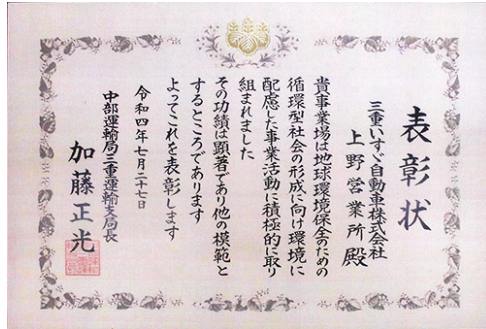 表彰状
三重いすゞ自動車株式会社
上野営業所殿
貴事業場は地球環境保全のための
循環型社会の形成に向け環境に
配慮した事業活動に積極的に取り
組まれました
その功績は顕著であり他の模範と
するところであります
よってこれを表彰します
令和四年七月二十七日
中部運輸局三重運輸支局長
加藤正光